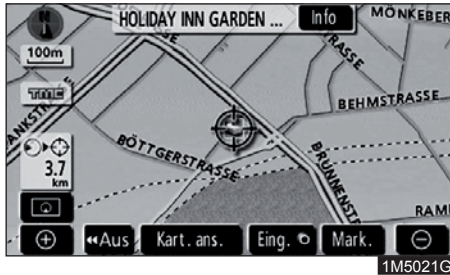 HOLIDAY INN GARDEN ...
Info
MÖNKEBER
RASSE
100m
TMC
ANKSTR
BEHMSTRASSE
BÖTTGERSTRASSE
3.7
km
BRUNNENST
RAM
Aus
Kart. ans.
Eing.
Mark.
1M5021G